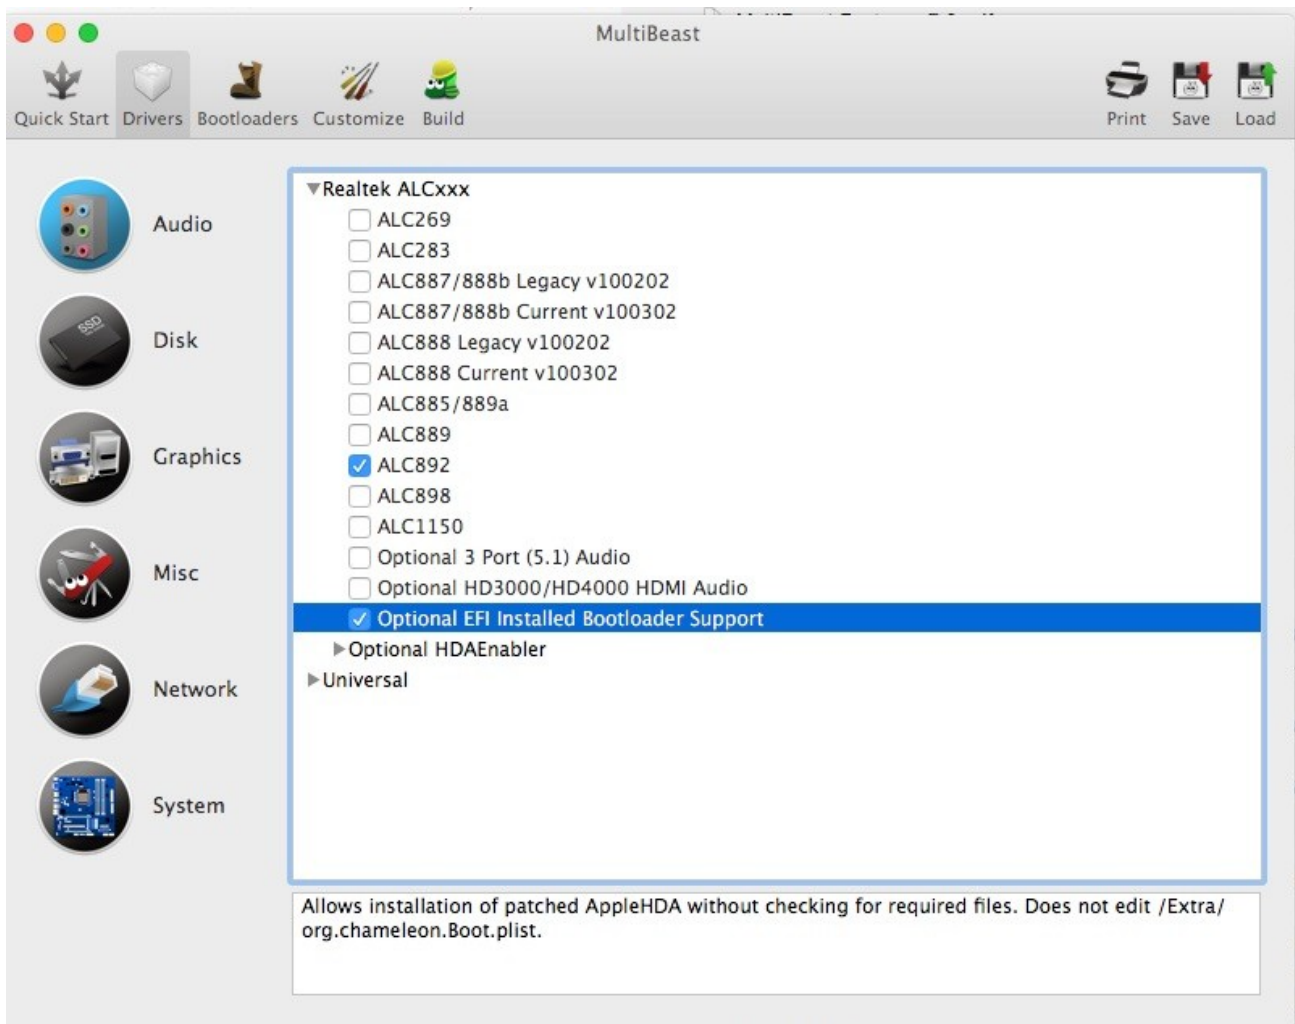 MultiBeast
Quick Start Drivers Bootloaders Customize Build Print Save Load
Audio
Disk
SSD
Graphics
Misc
Network
System
Realtek ALCxxx
ALC269
ALC283
ALC887/888b Legacy v100202
ALC887/888b Current v100302
ALC888 Legacy v100202
ALC888 Current v100302
ALC885/889a
ALC889
ALC892
ALC898
ALC1150
Optional 3 Port (5.1) Audio
Optional HD3000/HD4000 HDMI Audio
Optional EFI Installed Bootloader Support
Optional HDAEnabler
Universal
Allows installation of patched AppleHDA without checking for required files. Does not edit /Extra/
org.chameleon.Boot.plist.